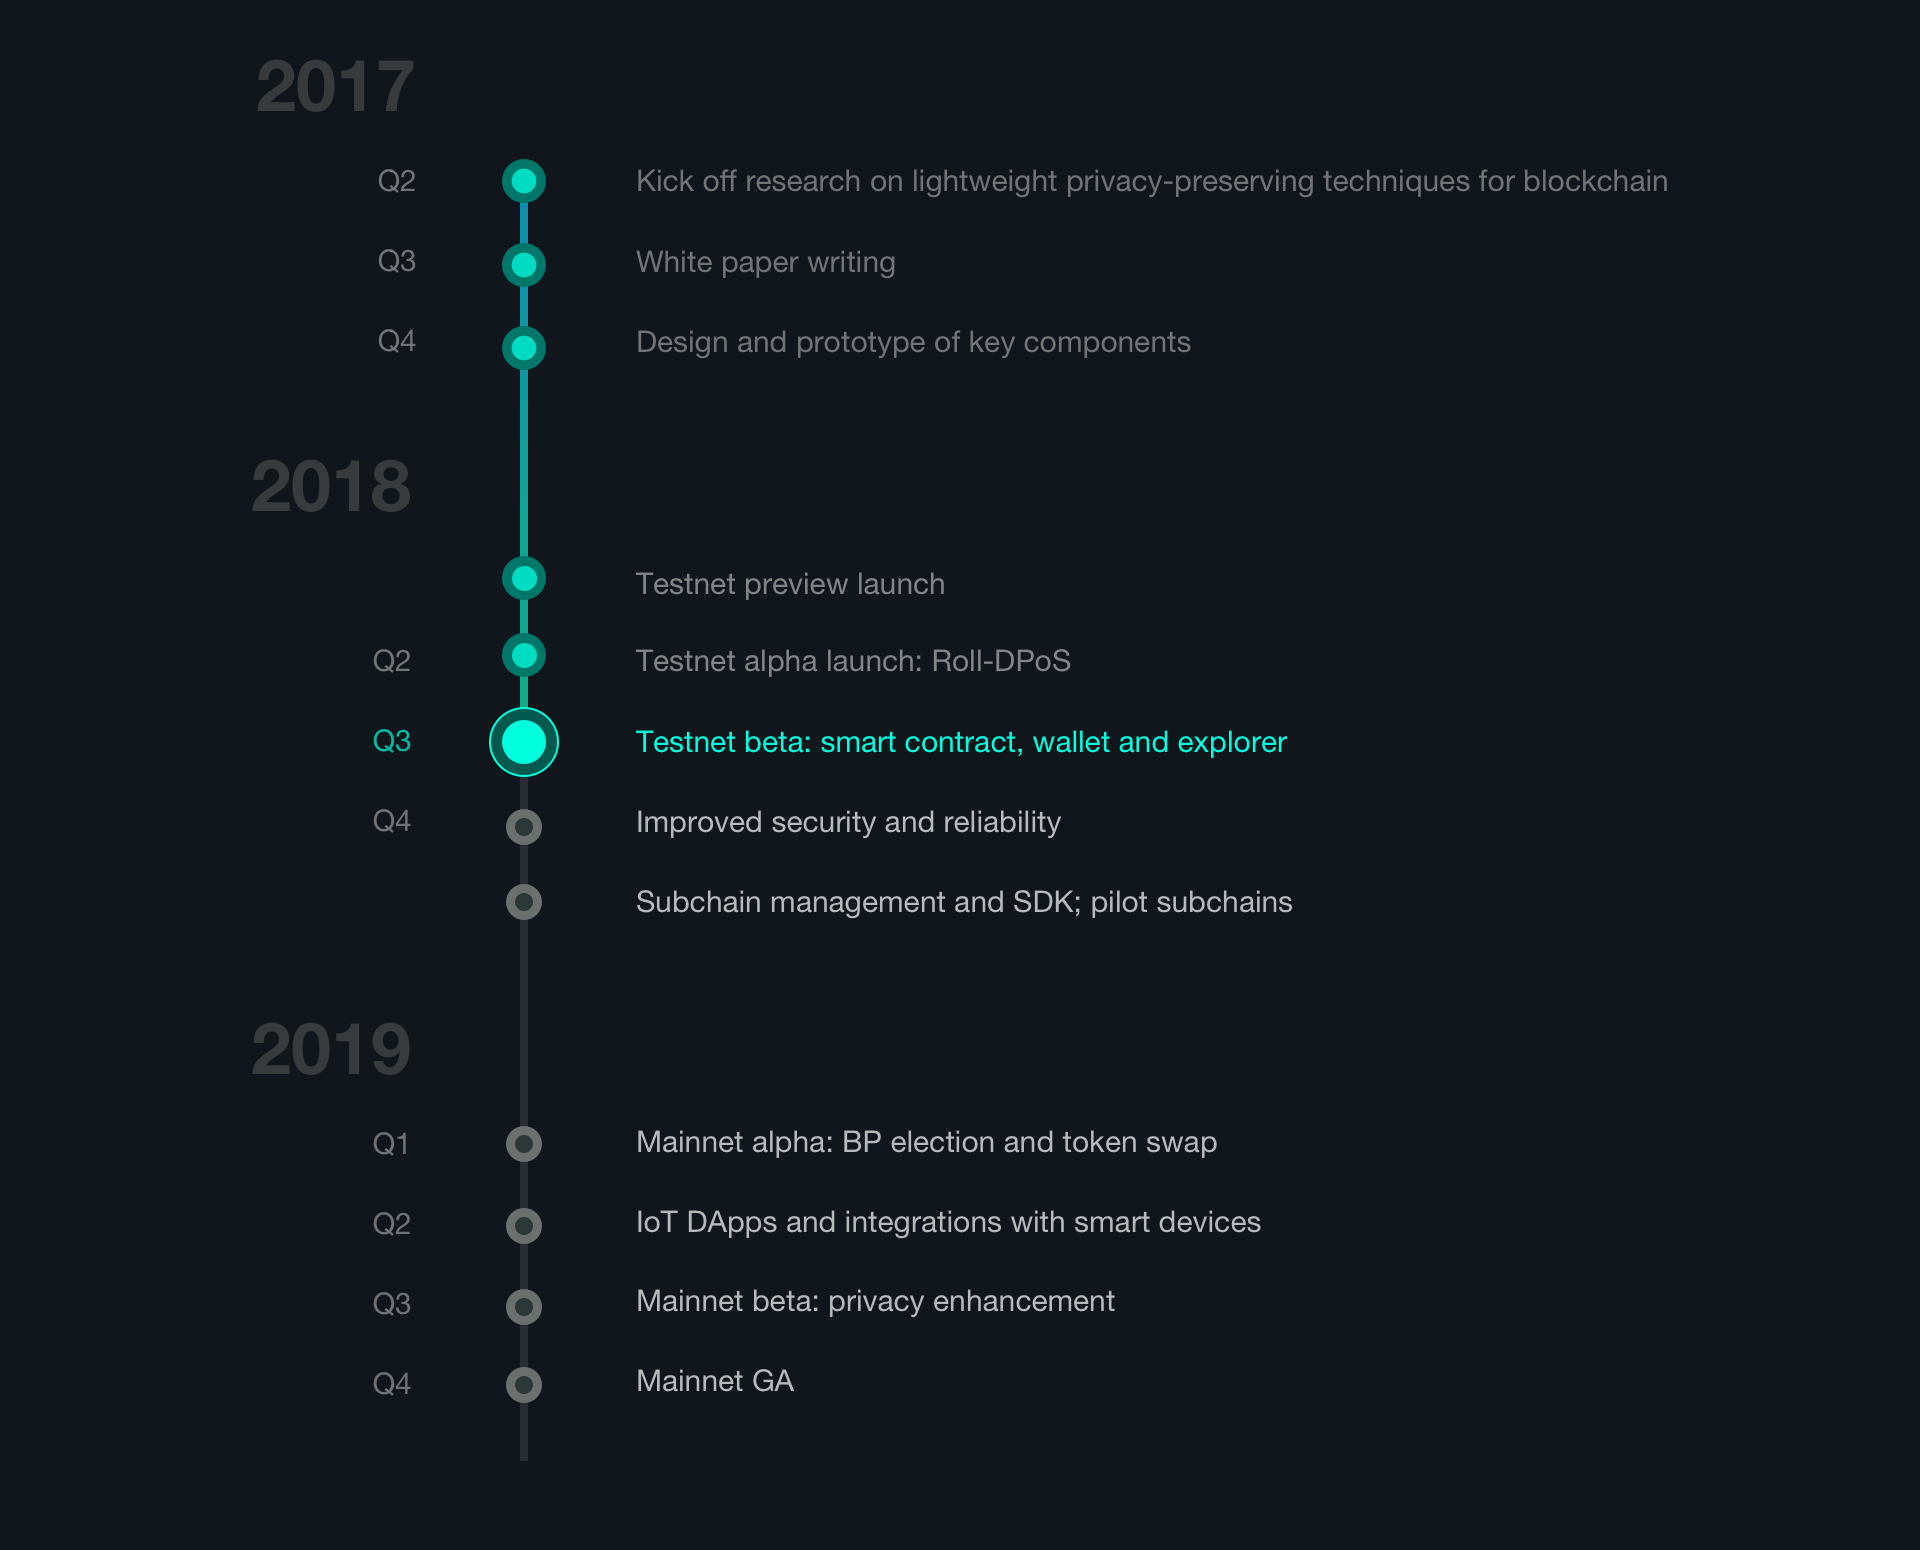 2017
Q2 Kick off research on lightweight privacy-preserving techniques for blockchain
Q3 White paper writing
Q4 Design and prototype of key components
2018
Testnet preview launch
Q2 Testnet alpha launch: Roll-DPoS
Q3 Testnet beta: smart contract, wallet and explorer
Q4 Improved security and reliability
Subchain management and SDK; pilot subchains
2019
Q1 Mainnet alpha: BP election and token swap
Q2 IoT DApps and integrations with smart devices
Q3 Mainnet beta: privacy enhancement
Q4 Mainnet GA